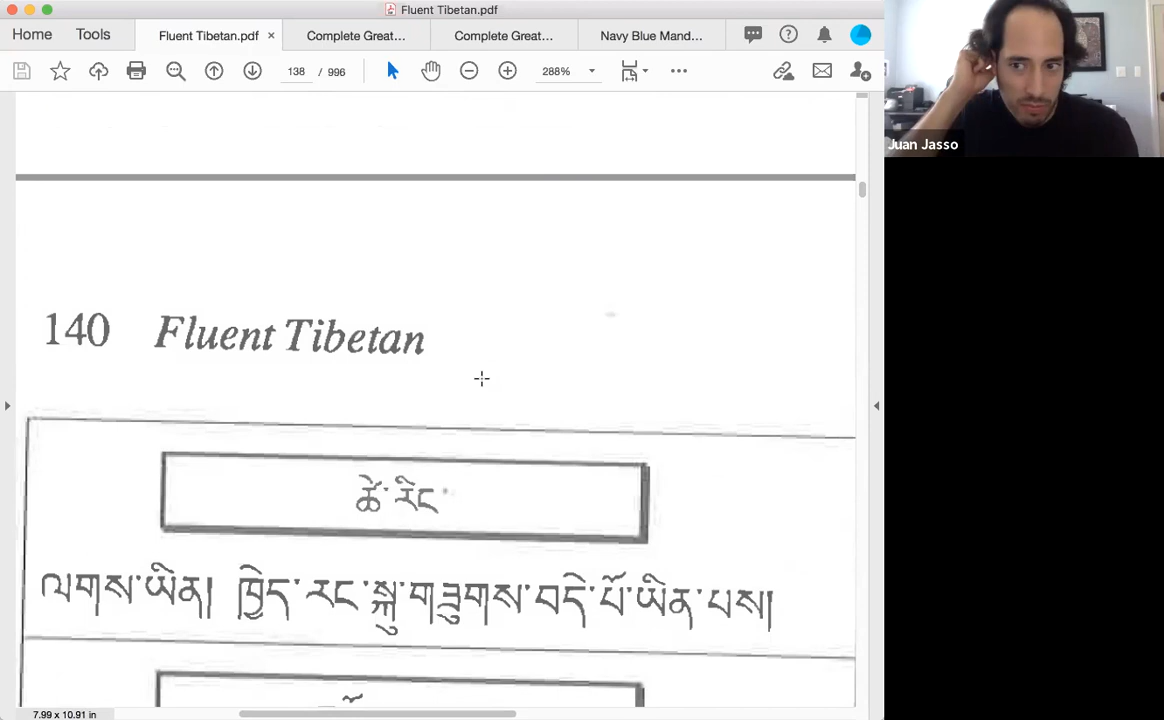 Fluent Tibetan.pdf
Home Tools Fluent Tibetan.pdf × Complete Great... Complete Great... Navy Blue Mand...
138 / 996 288%
Juan Jasso
140 Fluent Tibetan
ཚེ་རིང་
ལགས་ཡིན། ཁྱེད་རང་སྐུ་གཟུགས་བདེ་པོ་ཡིན་པས།
7.99 x 10.91 in